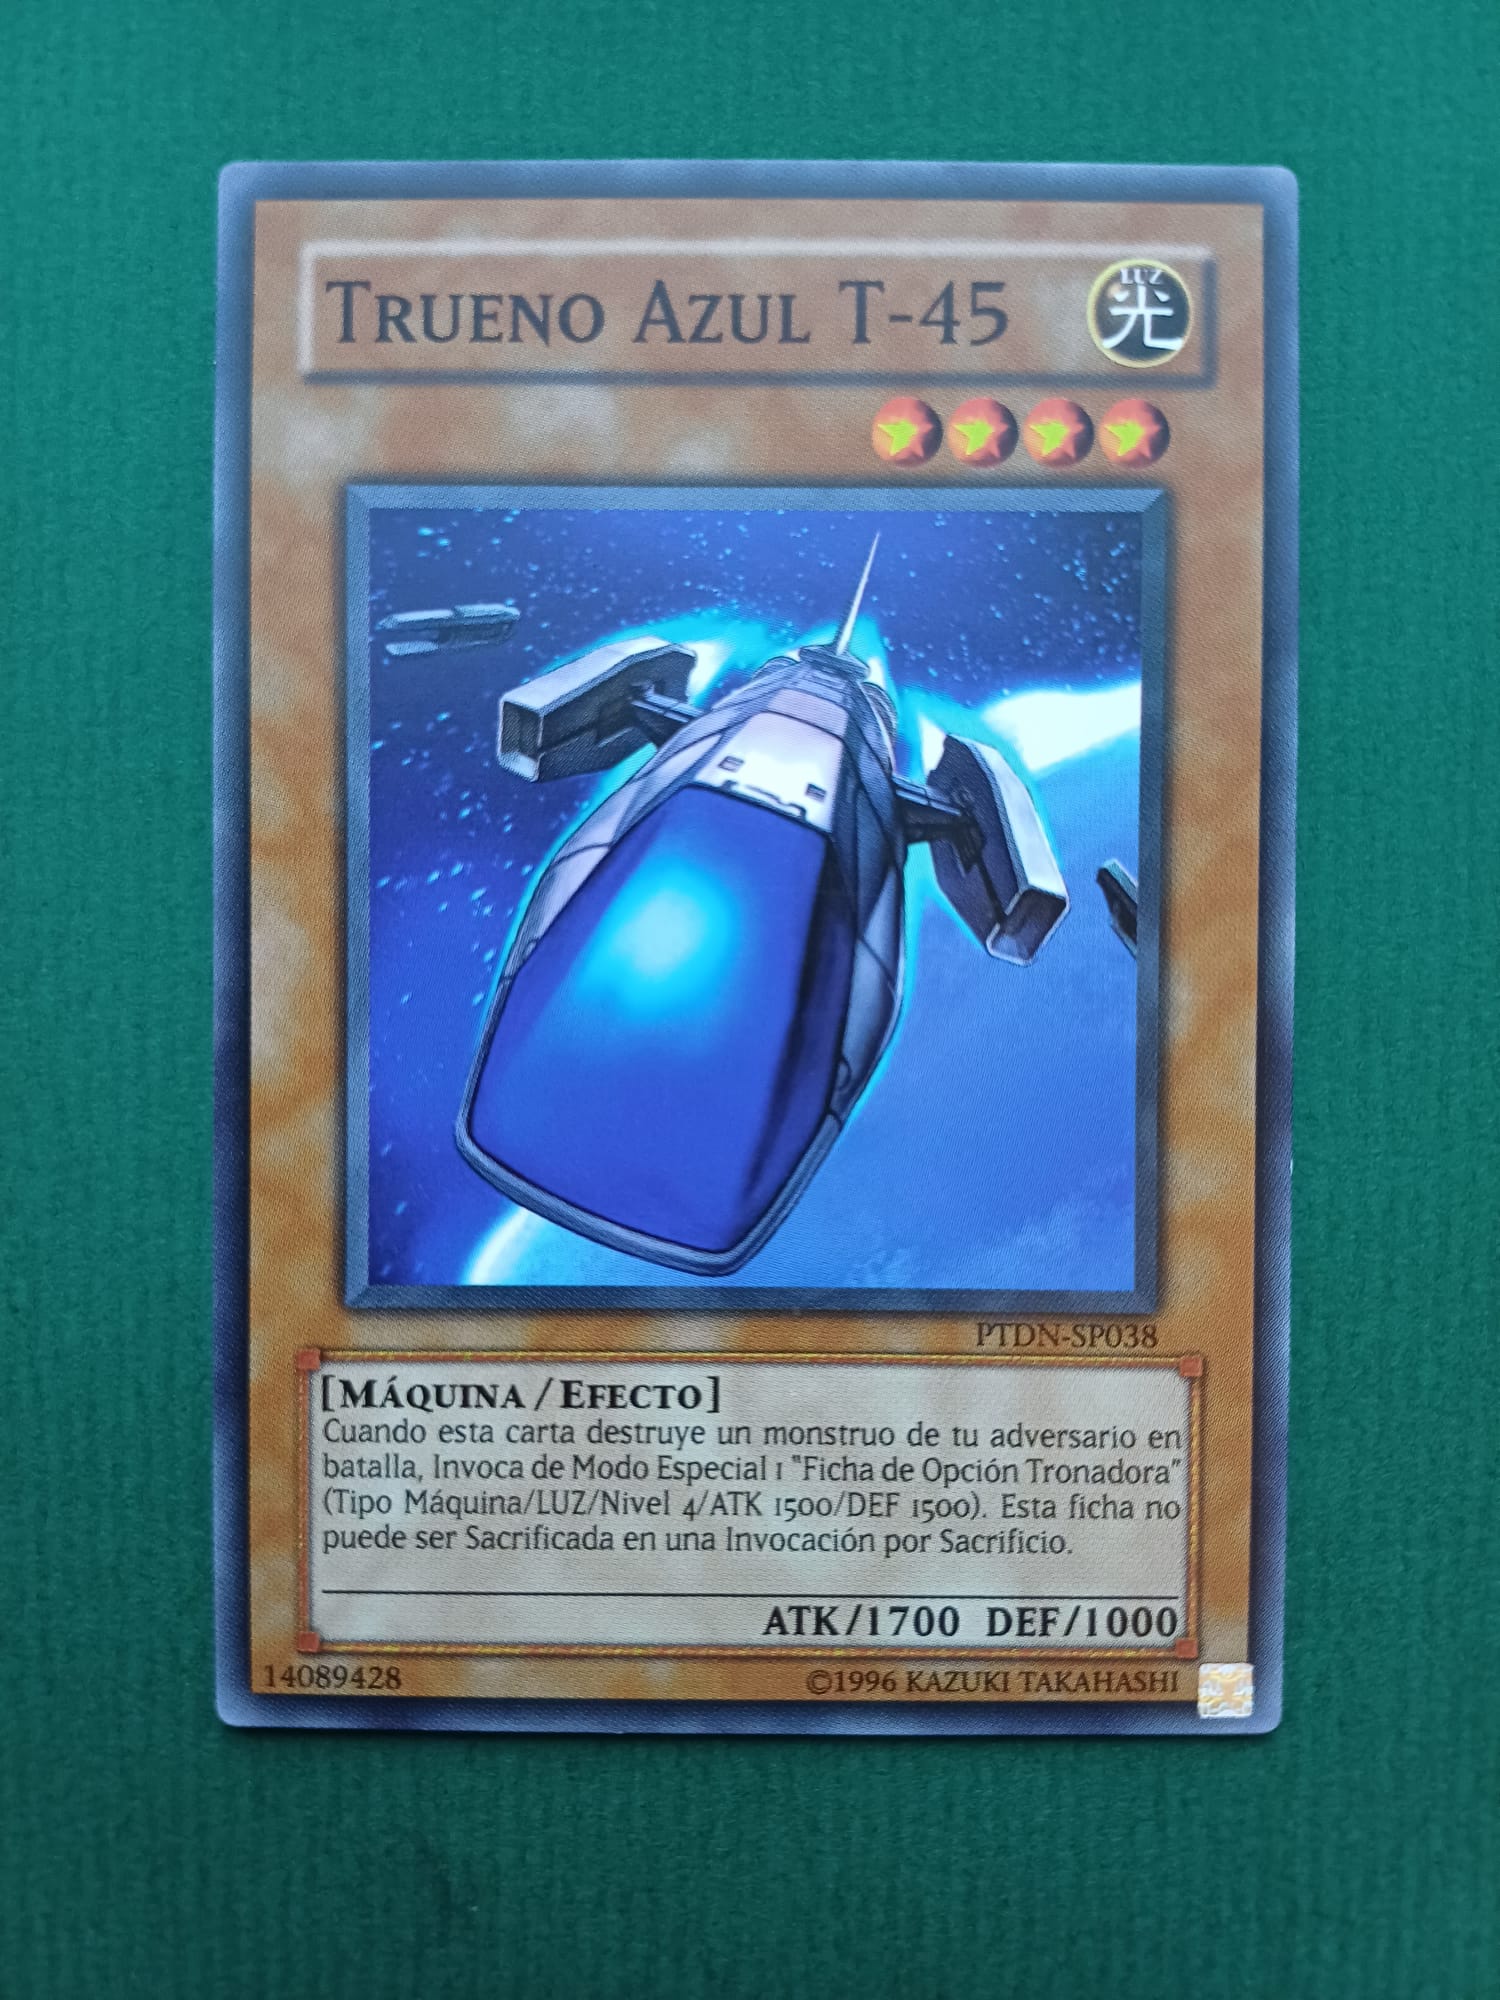 TRUENO AZUL T-45
LUZ
光
PTDN-SP038
[MÁQUINA / EFECTO]
Cuando esta carta destruye un monstruo de tu adversario en
batalla, Invoca de Modo Especial 1 "Ficha de Opción Tronadora"
(Tipo Máquina/LUZ/Nivel 4/ATK 1500/DEF 1500). Esta ficha no
puede ser Sacrificada en una Invocación por Sacrificio.
ATK/1700 DEF/1000
14089428
©1996 KAZUKI TAKAHASHI